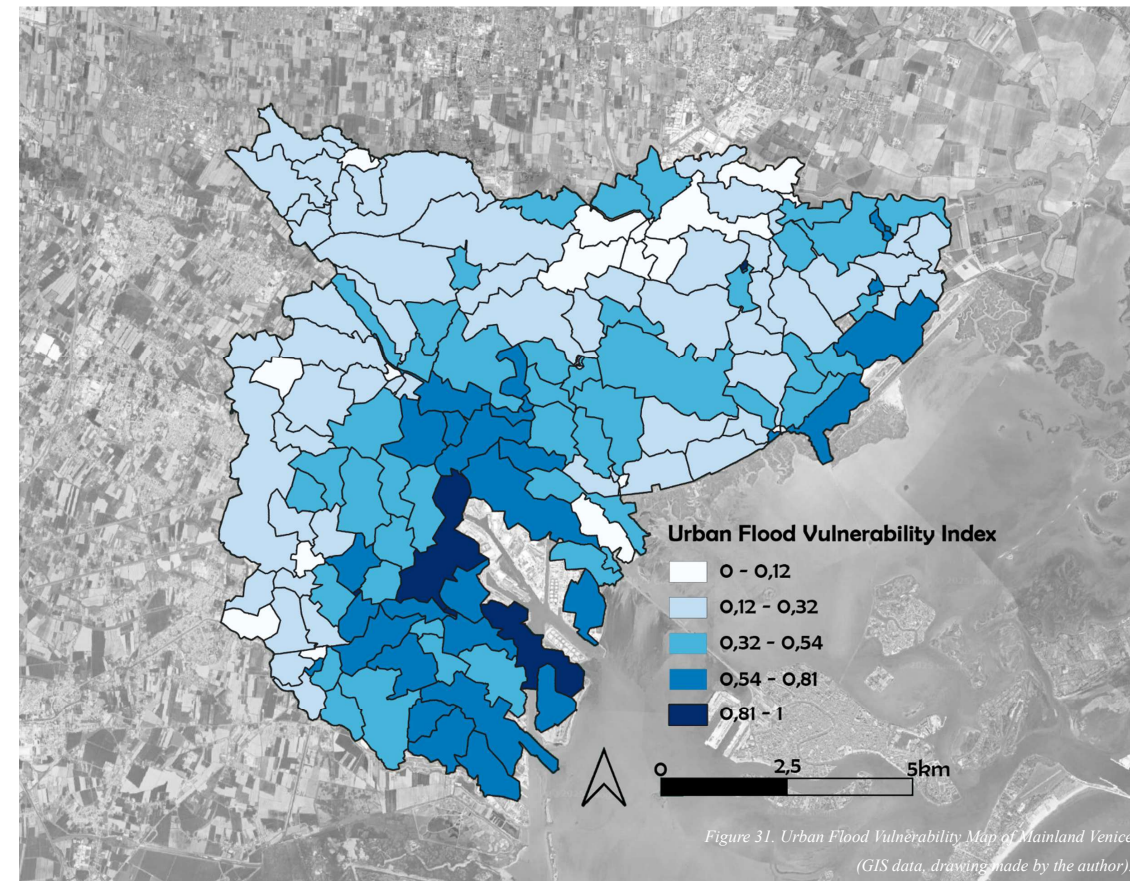 Urban Flood Vulnerability Index
0 - 0,12
0,12 - 0,32
0,32 - 0,54
0,54 - 0,81
0,81 - 1
0 2,5 5km
Figure 31. Urban Flood Vulnerability Map of Mainland Venice
(GIS data, drawing made by the author)